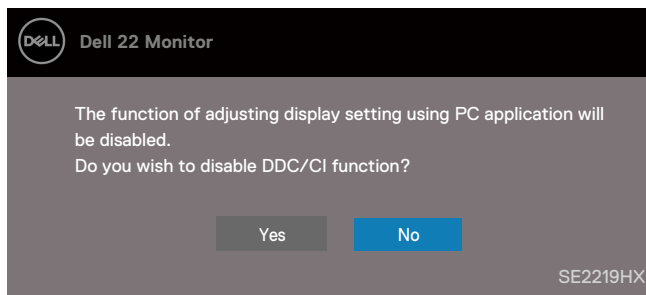 DELL
Dell 22 Monitor
The function of adjusting display setting using PC application will
be disabled.
Do you wish to disable DDC/CI function?
Yes
No
SE2219HX